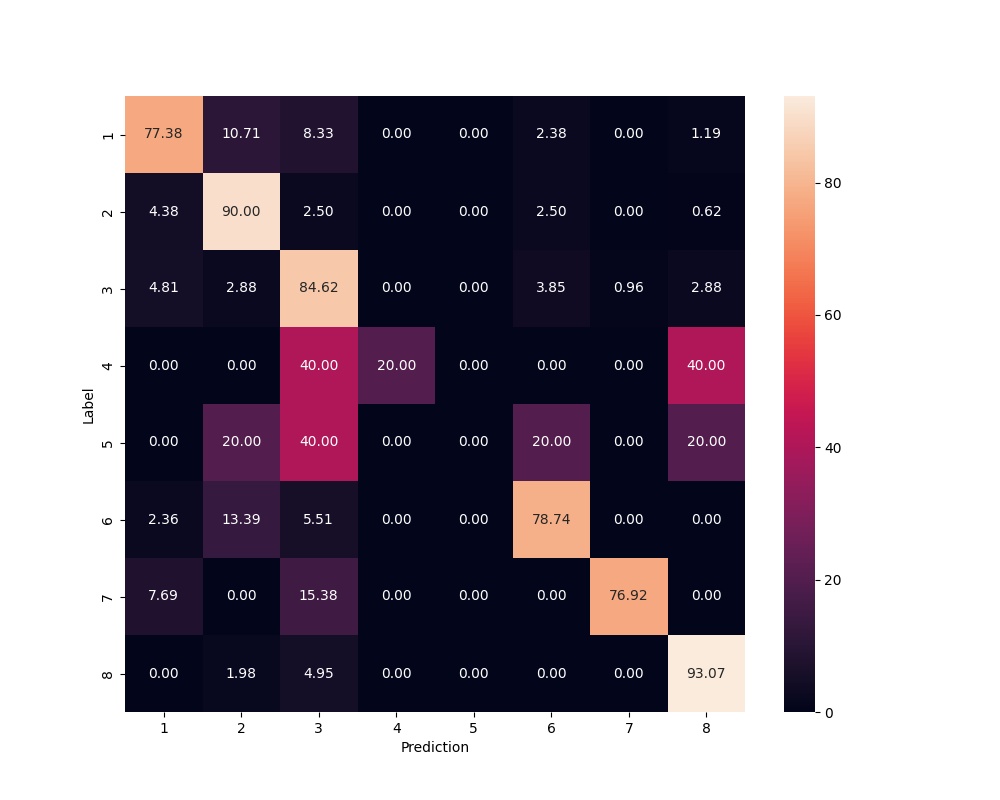 1 77.38 10.71 8.33 0.00 0.00 2.38 0.00 1.19
2 4.38 90.00 2.50 0.00 0.00 2.50 0.00 0.62
3 4.81 2.88 84.62 0.00 0.00 3.85 0.96 2.88
4 0.00 0.00 40.00 20.00 0.00 0.00 0.00 40.00
5 0.00 20.00 40.00 0.00 0.00 20.00 0.00 20.00
6 2.36 13.39 5.51 0.00 0.00 78.74 0.00 0.00
7 7.69 0.00 15.38 0.00 0.00 0.00 76.92 0.00
8 0.00 1.98 4.95 0.00 0.00 0.00 0.00 93.07
1 2 3 4 5 6 7 8
Prediction
Label
80
60
40
20
0